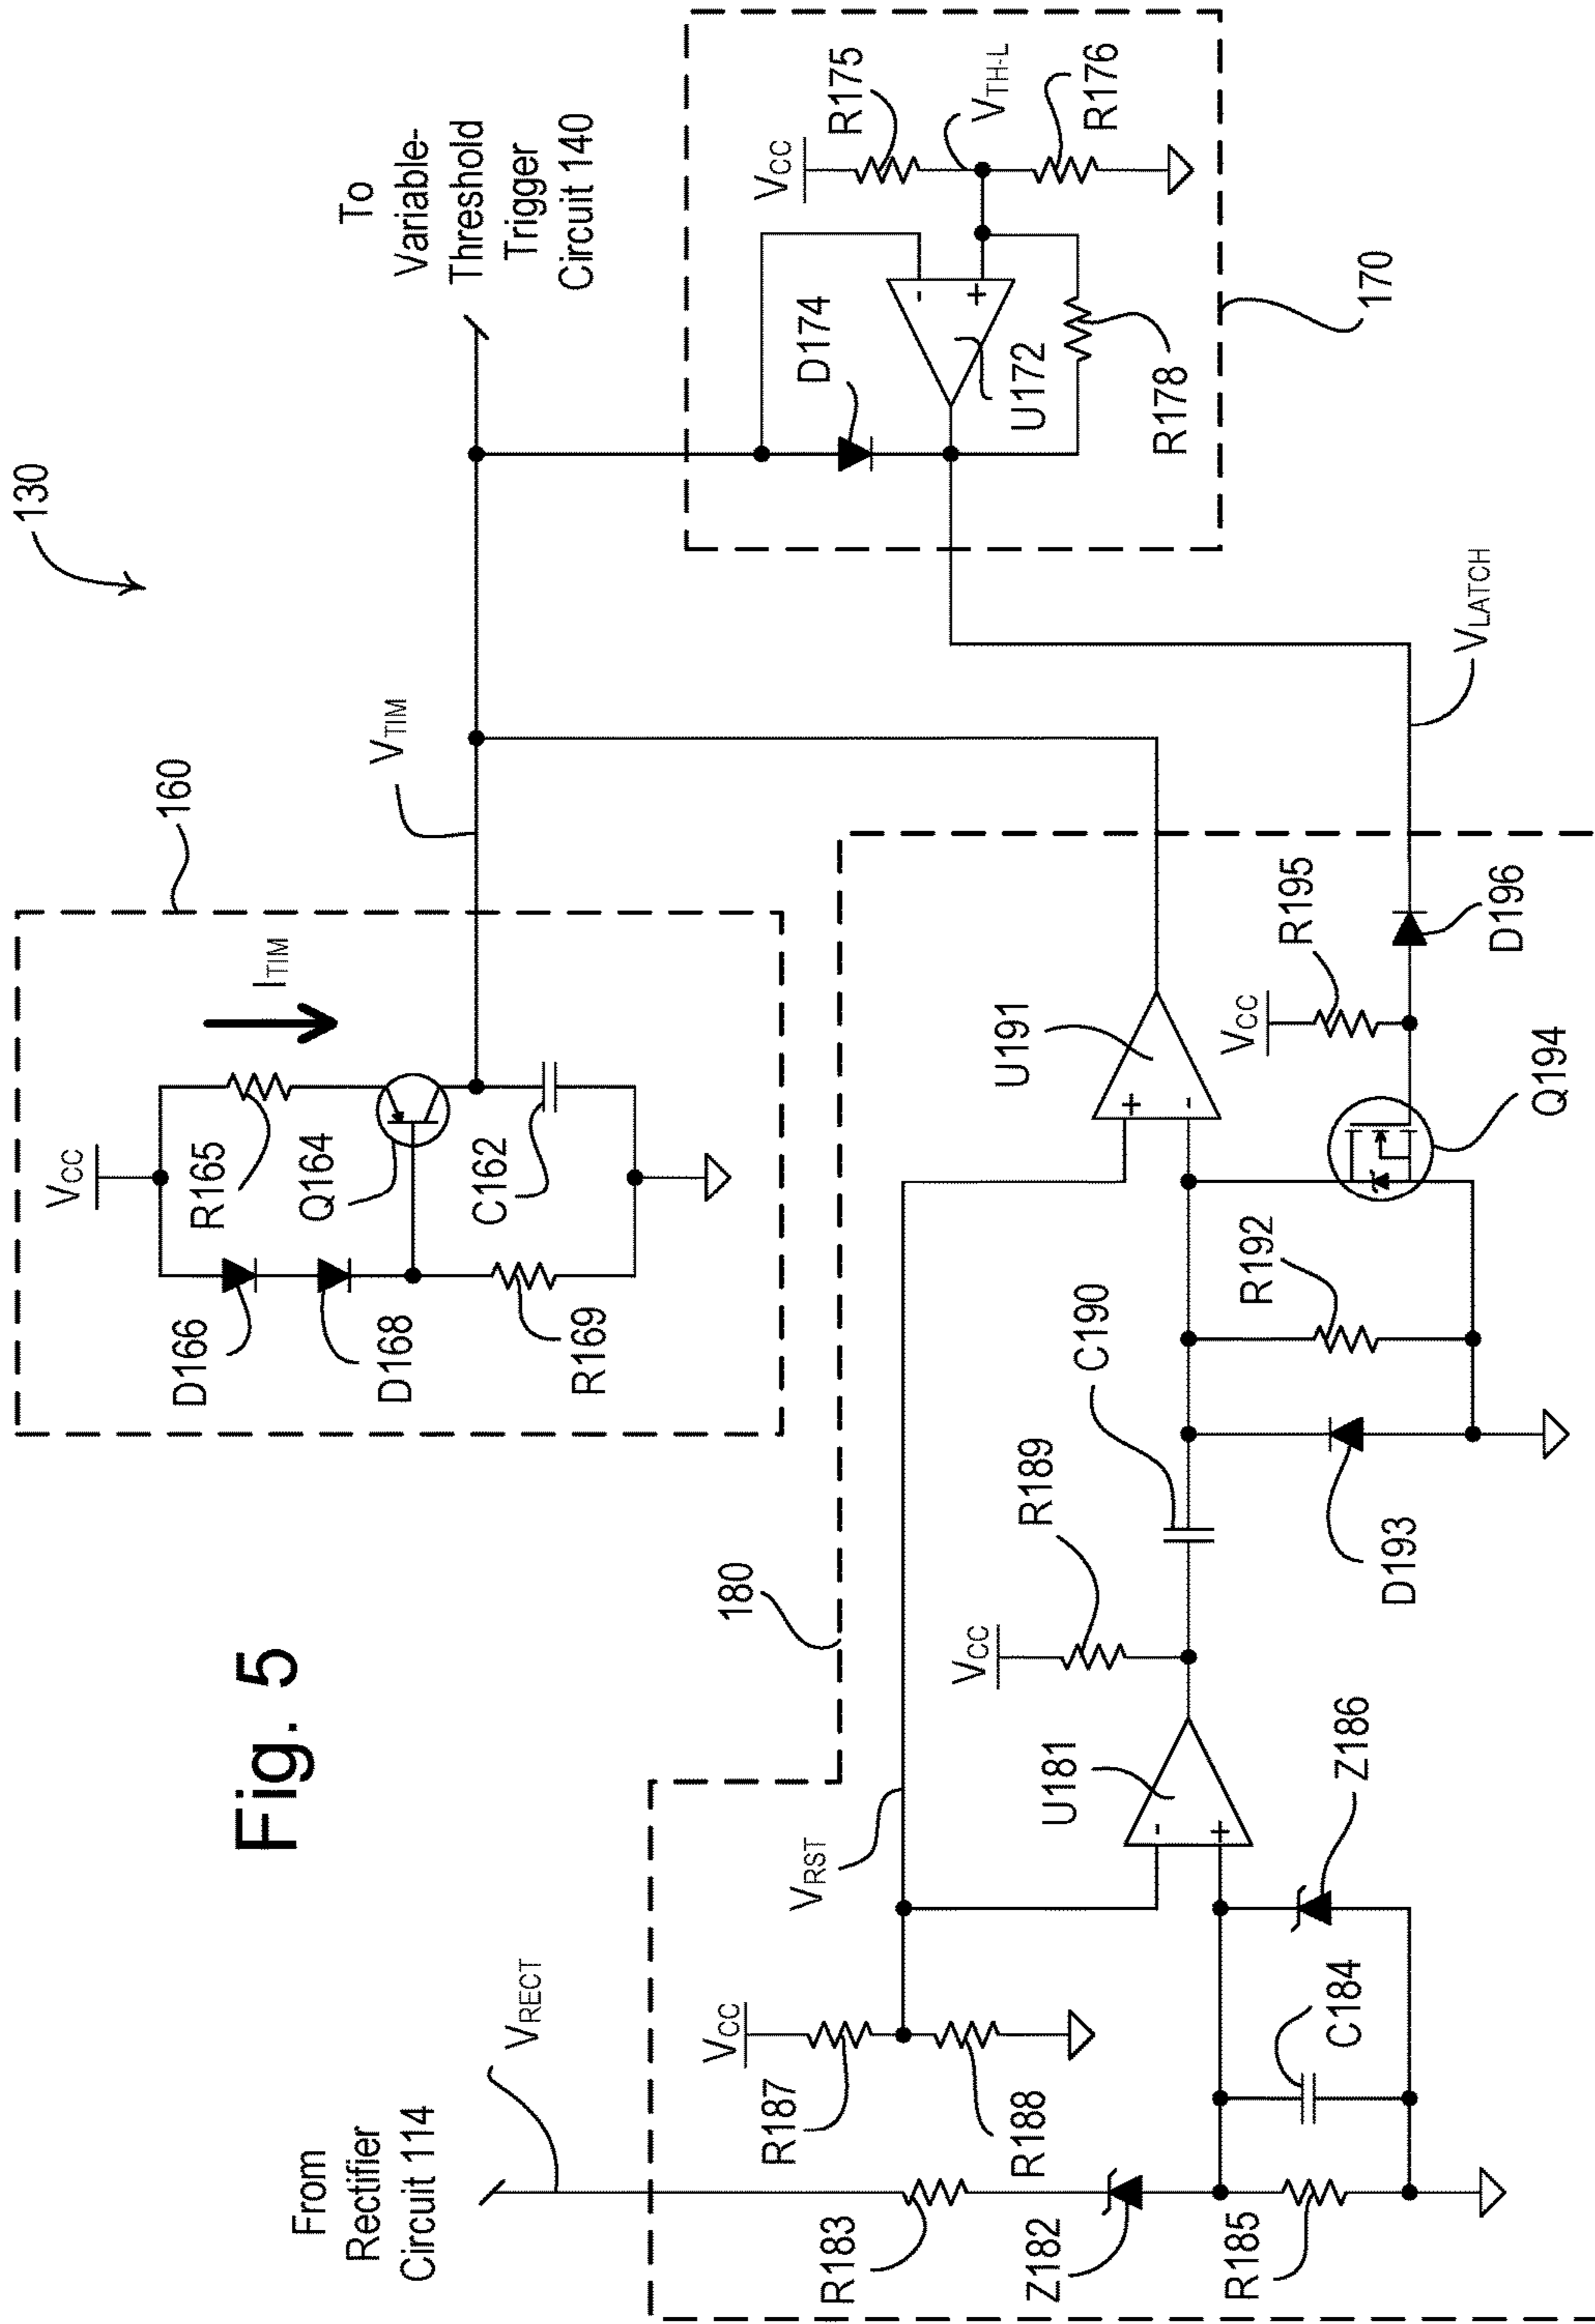 Fig. 5
130
160
VCC
ITIM
R165
Q164
C162
D166
D168
R169
VTIM
To
Variable-
Threshold
Trigger
Circuit 140
VCC
R175
VTH-L
R176
D174
-
+
U172
R178
170
VLATCH
From
Rectifier
Circuit 114
VRECT
180
VRST
VCC
R187
R188
R183
Z182
R185
C184
Z186
-
+
U181
VCC
R189
C190
D193
R192
+
-
U191
VCC
R195
D196
Q194